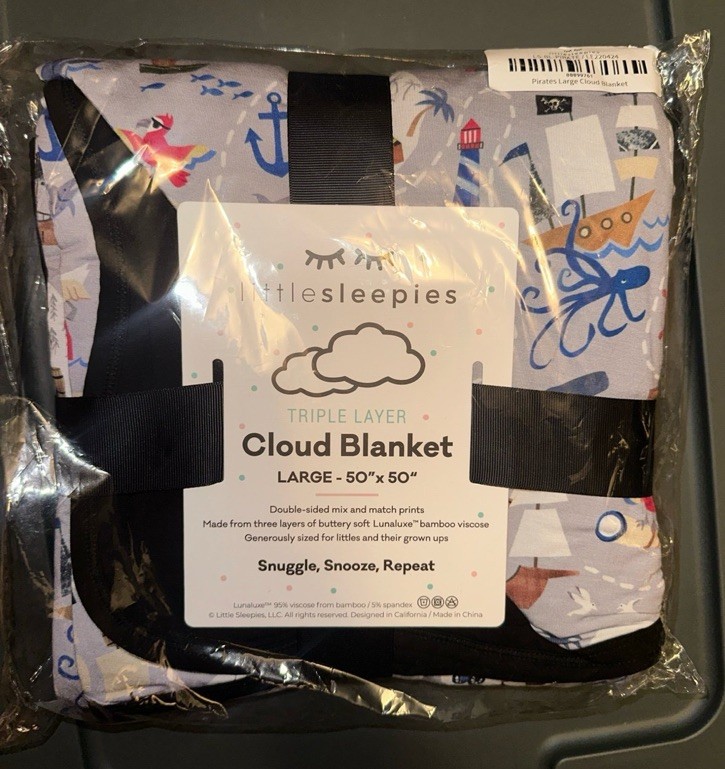 Pirates Large Cloud Blanket
littlesleepies
TRIPLE LAYER
Cloud Blanket
LARGE - 50"x 50"
Double-sided mix and match prints
Made from three layers of buttery soft Lunaluxe™ bamboo viscose
Generously sized for littles and their grown ups
Snuggle, Snooze, Repeat
Lunaluxe™ 95% viscose from bamboo / 5% spandex
© Little Sleepies, LLC. All rights reserved. Designed in California / Made in China